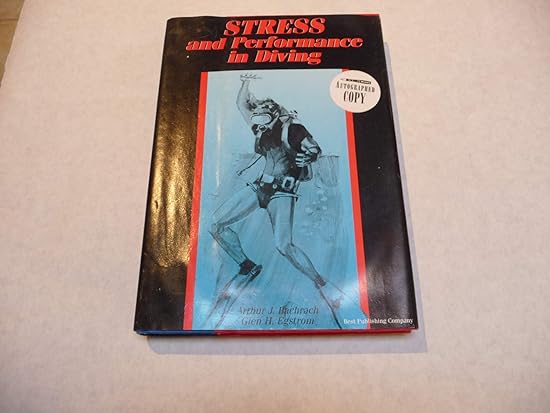 STRESS
and Performance
in Diving
AUTOGRAPHED
COPY
Arthur J. Bachrach
Glen H. Egstrom
Best Publishing Company